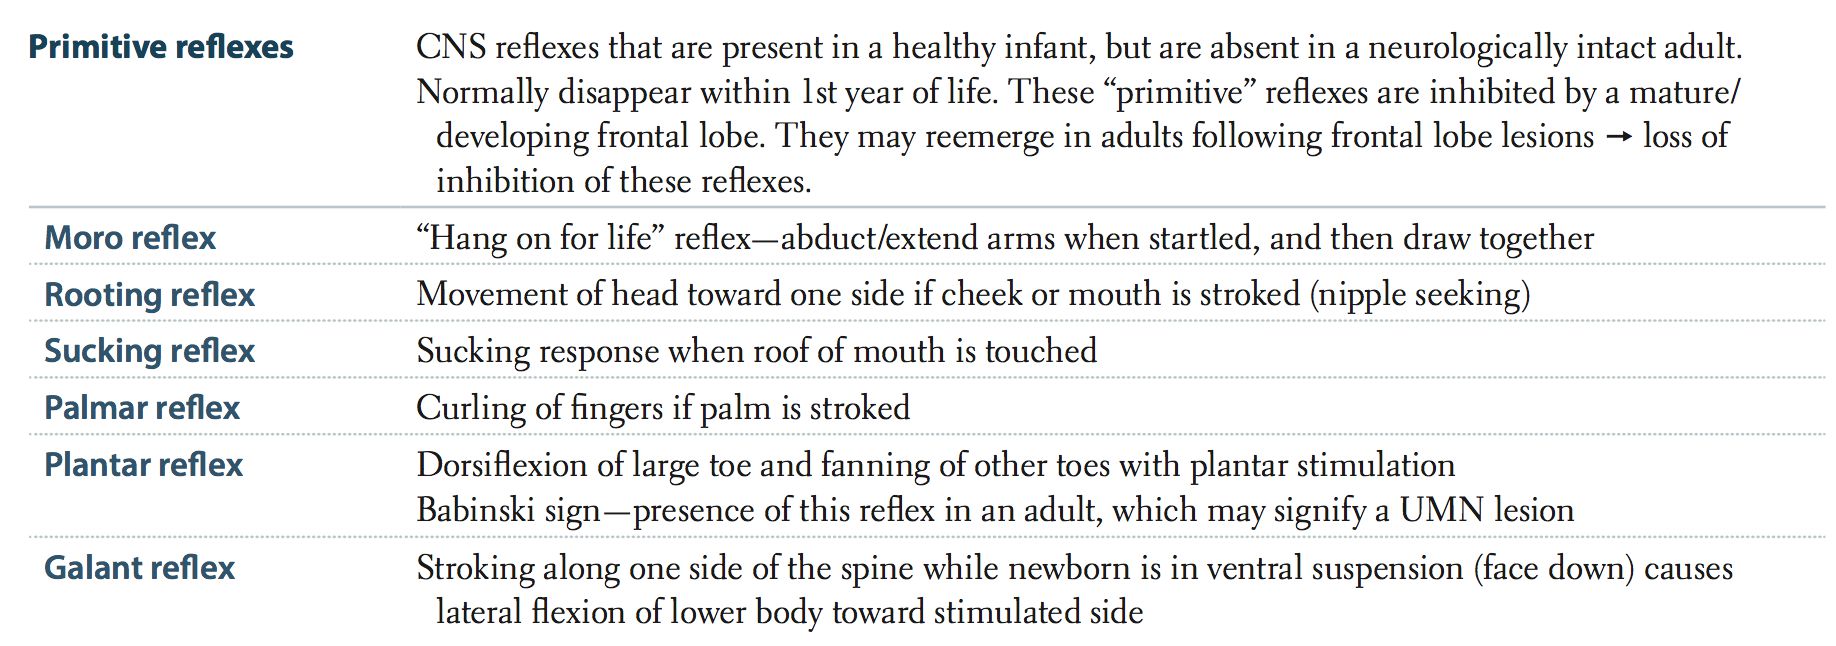 Primitive reflexes CNS reflexes that are present in a healthy infant, but are absent in a neurologically intact adult.
Normally disappear within 1st year of life. These “primitive” reflexes are inhibited by a mature/
developing frontal lobe. They may reemerge in adults following frontal lobe lesions → loss of
inhibition of these reflexes.
Moro reflex “Hang on for life” reflex—abduct/extend arms when startled, and then draw together
Rooting reflex Movement of head toward one side if cheek or mouth is stroked (nipple seeking)
Sucking reflex Sucking response when roof of mouth is touched
Palmar reflex Curling of fingers if palm is stroked
Plantar reflex Dorsiflexion of large toe and fanning of other toes with plantar stimulation
Babinski sign—presence of this reflex in an adult, which may signify a UMN lesion
Galant reflex Stroking along one side of the spine while newborn is in ventral suspension (face down) causes
lateral flexion of lower body toward stimulated side